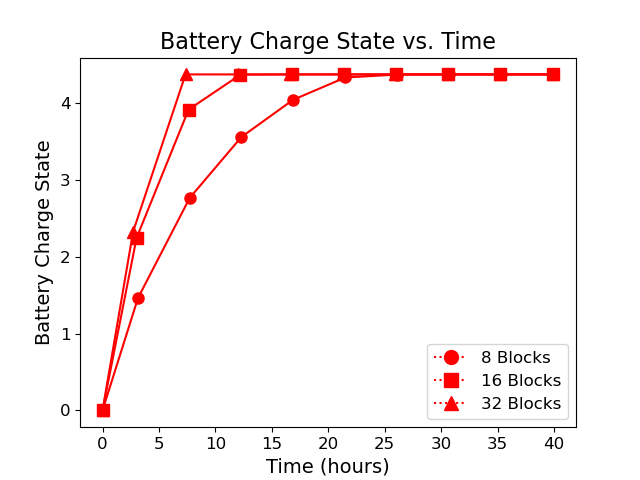 Battery Charge State vs. Time
Battery Charge State
4
3
2
1
0
0 5 10 15 20 25 30 35 40
Time (hours)
8 Blocks
16 Blocks
32 Blocks